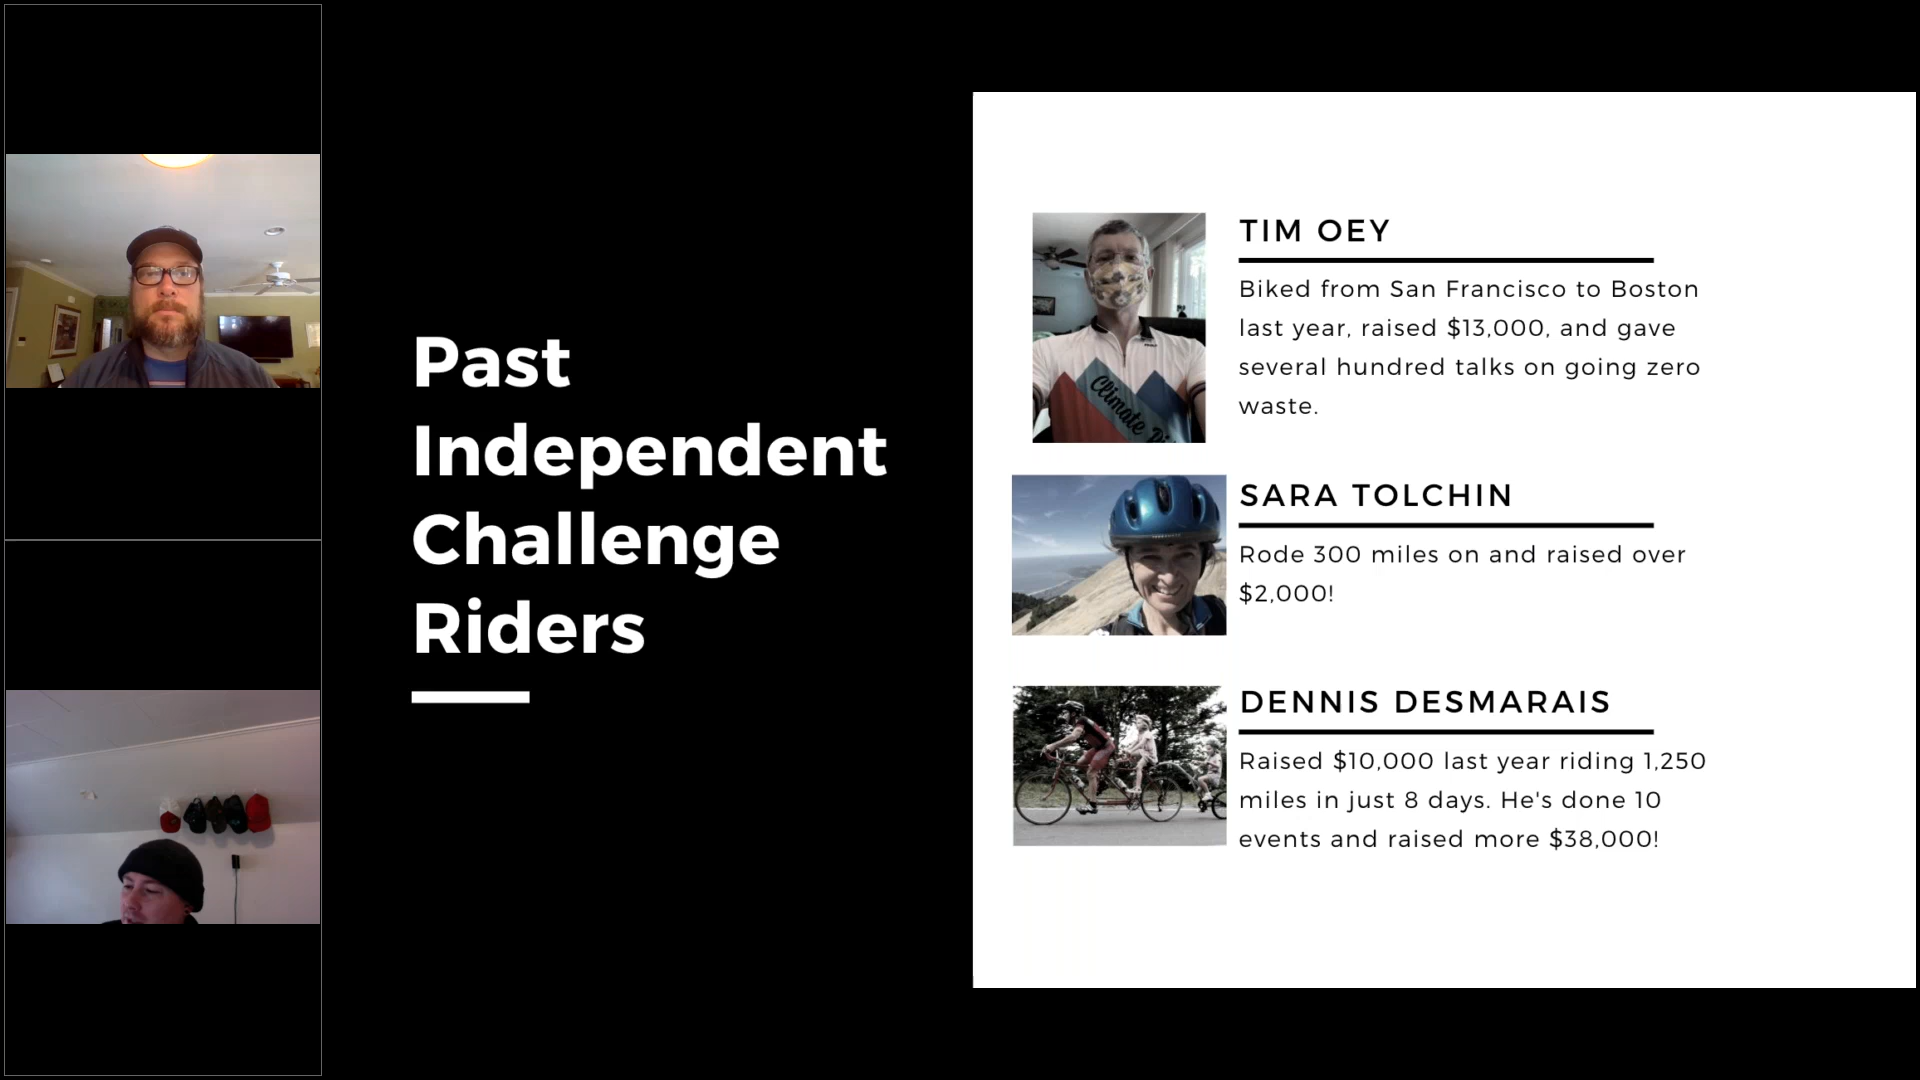 Past
Independent
Challenge
Riders
TIM OEY
Biked from San Francisco to Boston
last year, raised $13,000, and gave
several hundred talks on going zero
waste.
Climate
SARA TOLCHIN
Rode 300 miles on and raised over
$2,000!
DENNIS DESMARAIS
Raised $10,000 last year riding 1,250
miles in just 8 days. He's done 10
events and raised more $38,000!